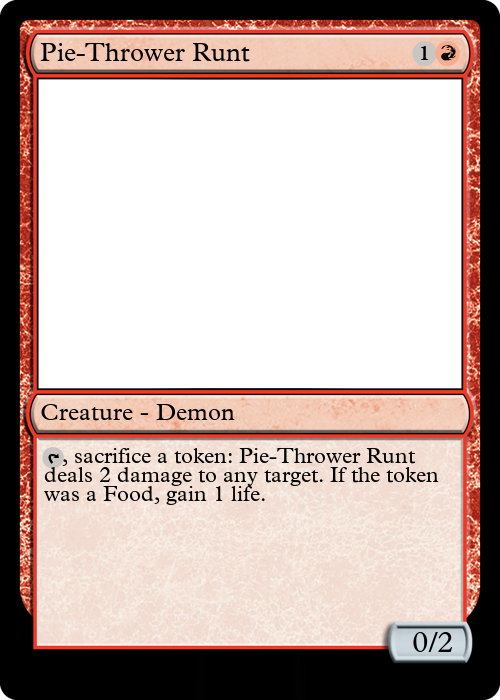 Pie-Thrower Runt 1
Creature - Demon
, sacrifice a token: Pie-Thrower Runt
deals 2 damage to any target. If the token
was a Food, gain 1 life.
0/2